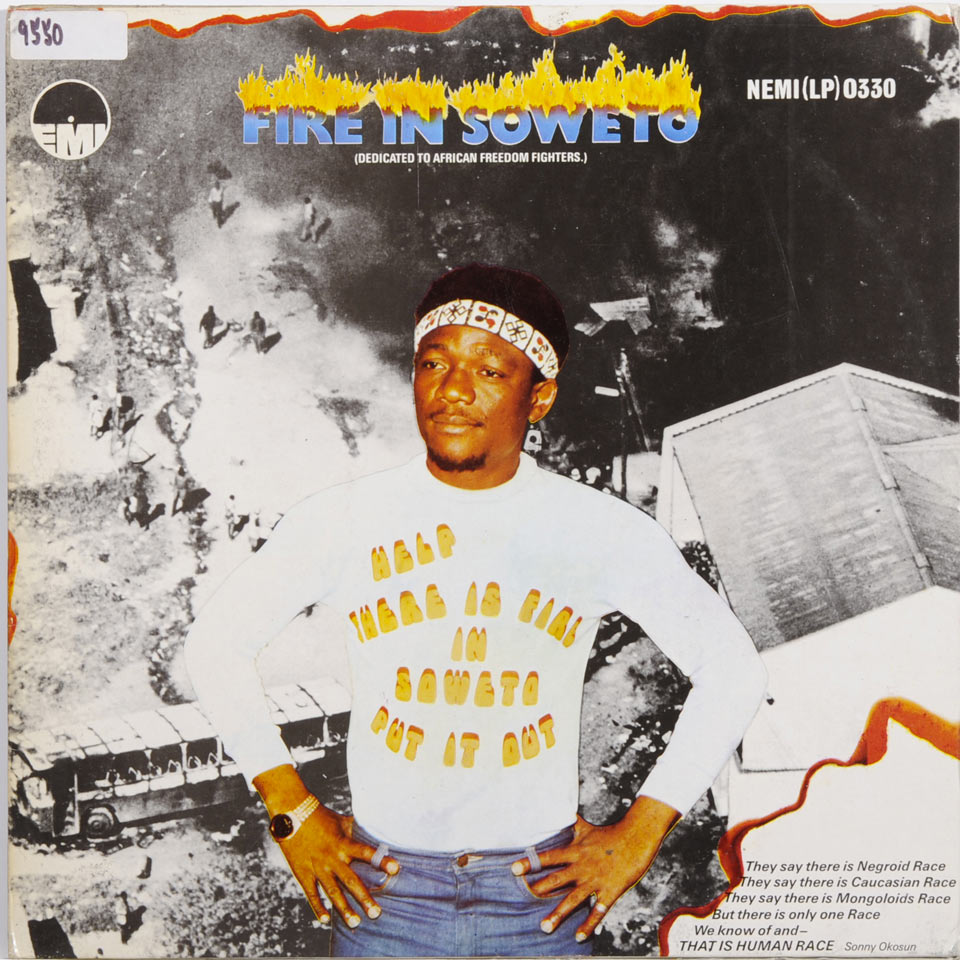 9550
EMI
FIRE IN SOWETO
(DEDICATED TO AFRICAN FREEDOM FIGHTERS.)
NEMI (LP) 0330
HELP
THERE IS FIRE
IN
SOWETO
PUT IT OUT
They say there is Negroid Race
They say there is Caucasian Race
They say there is Mongoloids Race
But there is only one Race
We know of and–
THAT IS HUMAN RACE Sonny Okosun